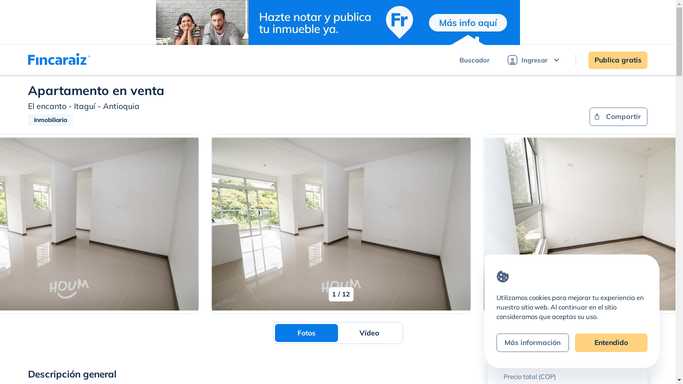 Hazte notar y publica
tu inmueble ya.
Fr
Más info aquí
Fincaraiz
Buscador
Ingresar
Publica gratis
Apartamento en venta
El encanto - Itaguí - Antioquia
Inmobiliaria
Compartir
HOUM
HOUM
1 / 12
Fotos
Vídeo
Utilizamos cookies para mejorar tu experiencia en
nuestro sitio web. Al continuar en el sitio
consideramos que aceptas su uso.
Más información
Entendido
Descripción general
Precio total (COP)